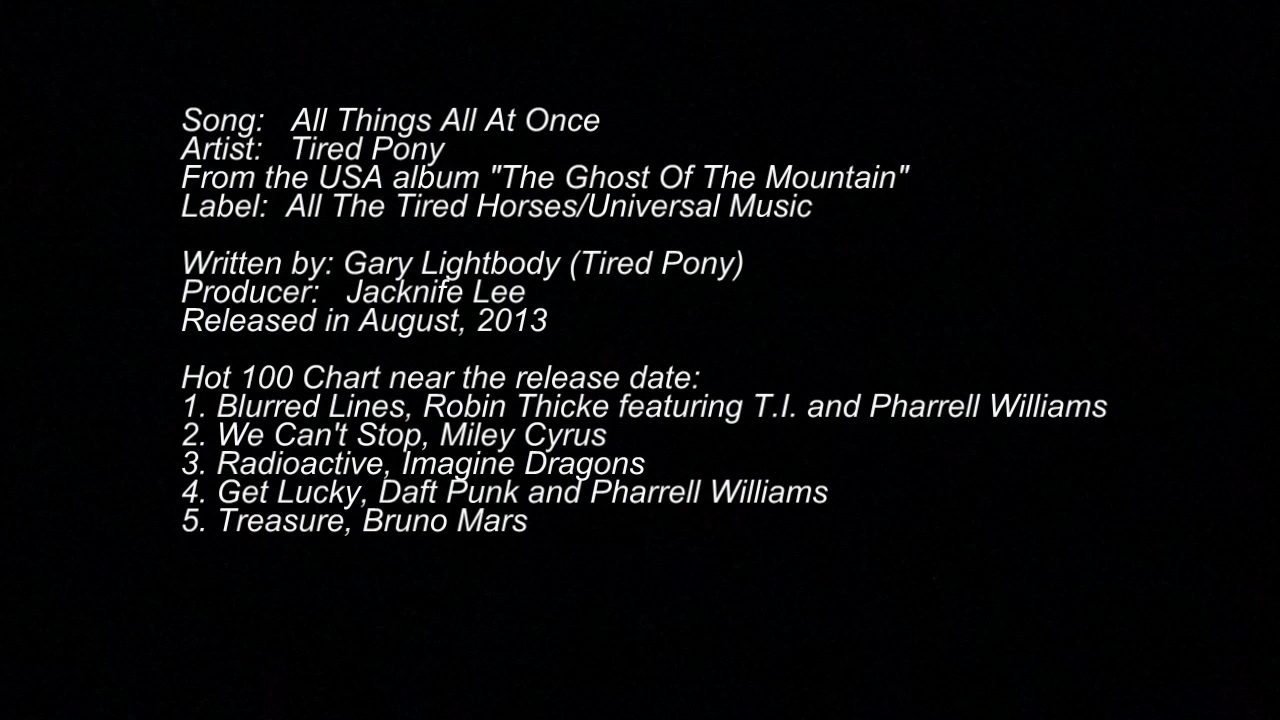 Song: All Things All At Once
Artist: Tired Pony
From the USA album "The Ghost Of The Mountain"
Label: All The Tired Horses/Universal Music
Written by: Gary Lightbody (Tired Pony)
Producer: Jacknife Lee
Released in August, 2013
Hot 100 Chart near the release date:
1. Blurred Lines, Robin Thicke featuring T.I. and Pharrell Williams
2. We Can't Stop, Miley Cyrus
3. Radioactive, Imagine Dragons
4. Get Lucky, Daft Punk and Pharrell Williams
5. Treasure, Bruno Mars